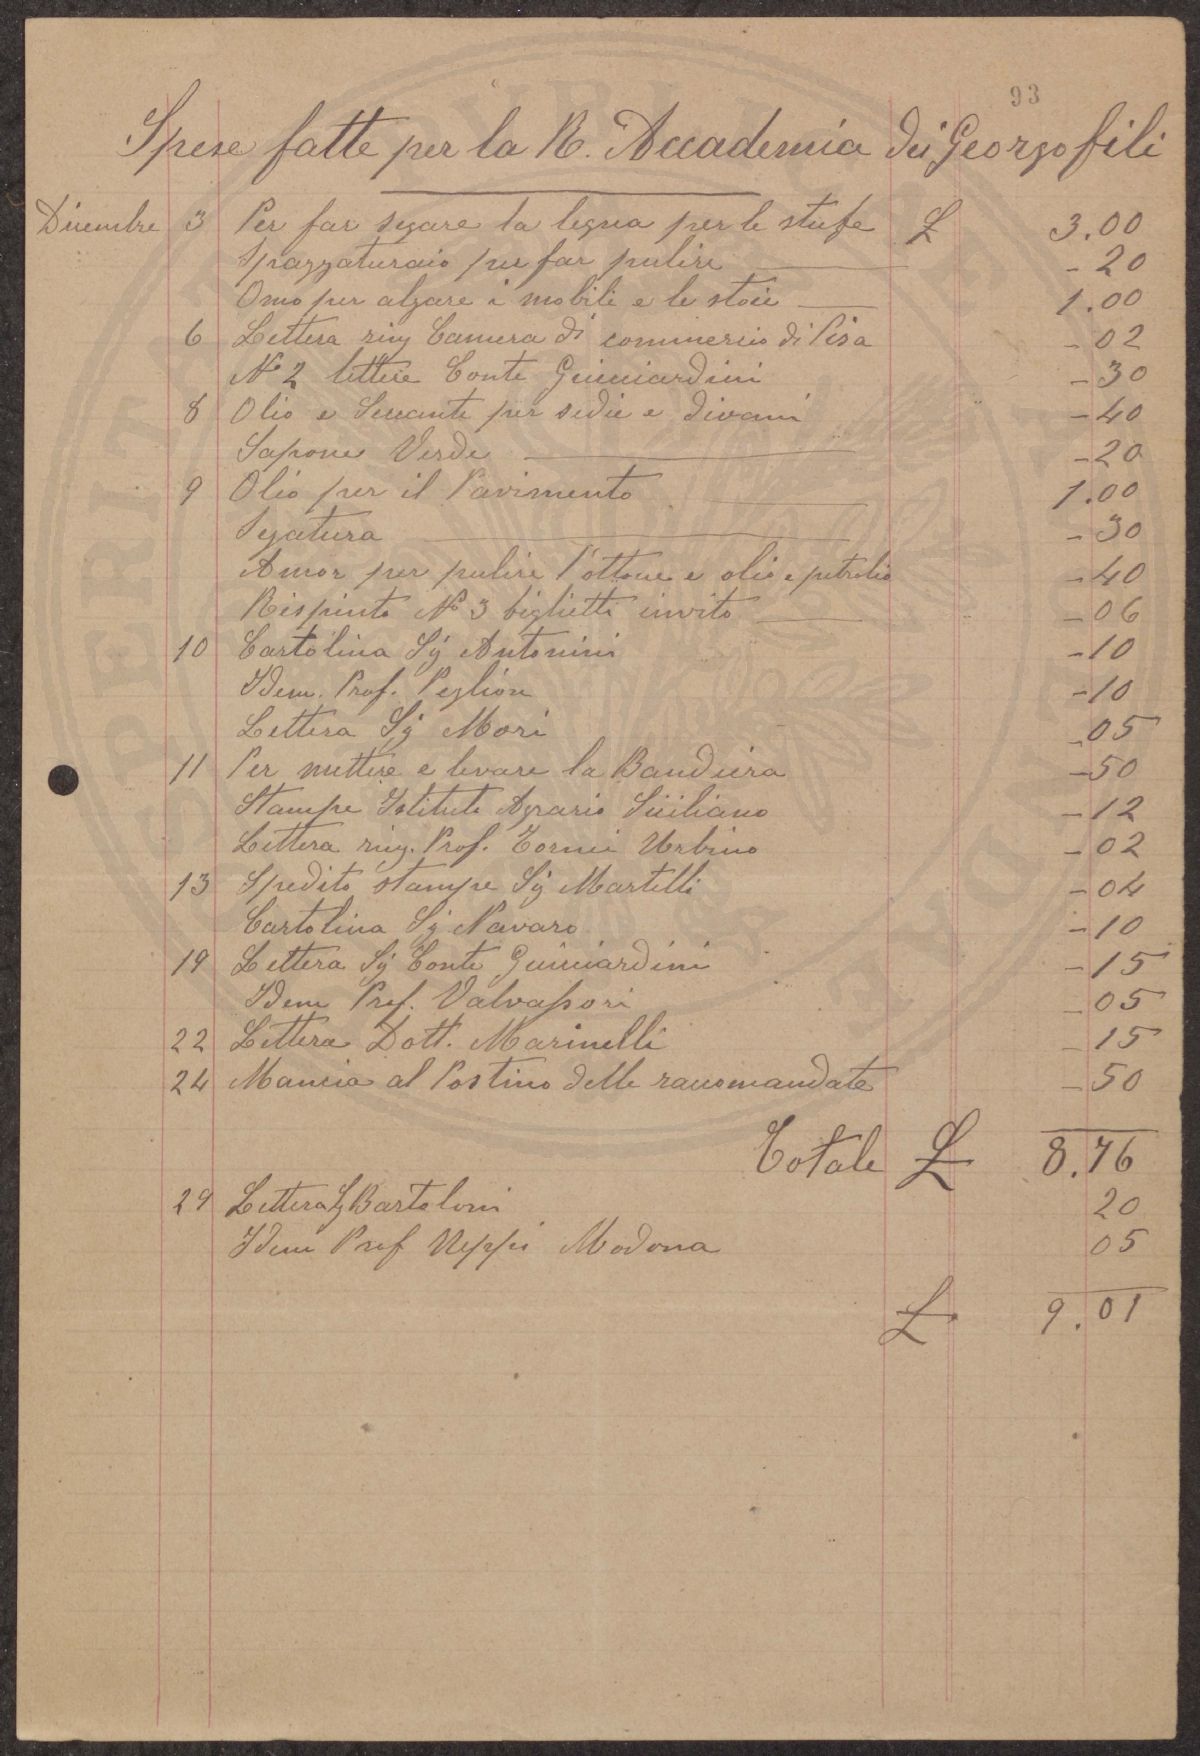 93
Spese fatte per la R. Accademia dei Georgofili
Dicembre 3 Per far segare la legna per le stufe £ 3.00
Spazzaturaio per far pulire - 20
Omo per alzare i mobili e le stoie 1.00
6 Lettera ring Camera di commercio di Pisa - 02
N° 2 lettere Conte Guicciardini - 30
8 Olio e Seccante per sedie e divani - 40
Sapone Verde - 20
9 Olio per il Pavimento 1.00
Segatura - 30
Amor per pulire l'ottone e olio e petrolio - 40
Rispinto N° 3 biglietti invito - 06
10 Cartolina Sig Antonini - 10
Idem. Prof. Peglion - 10
Lettera Sig Mori - 05
11 Per mettere e levare la Bandiera - 50
Stampe Istituto Agrario Siciliano - 12
Lettera ring. Prof. Urbino - 02
13 Spedito stampe Sig Martelli - 04
Cartolina Sig Navaro - 10
19 Lettera Sig Conte Guicciardini - 15
Idem Prof. Valvassori - 05
22 Lettera Dott. Marinelli - 15
24 Mancia al Postino delle raccomandate - 50
Totale £ 8.76
29 Lettera Sig Bartolini 20
Idem Prof Modona 05
£ 9.01